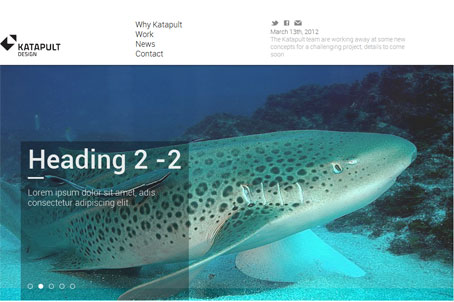 KATAPULT
DESIGN
Why Katapult
Work
News
Contact
March 13th, 2012
The Katapult team are working away at some new
concepts for a challenging project, details to come
soon.
Heading 2 -2
Lorem ipsum dolor sit amet, adis
consectetur adipiscing elit